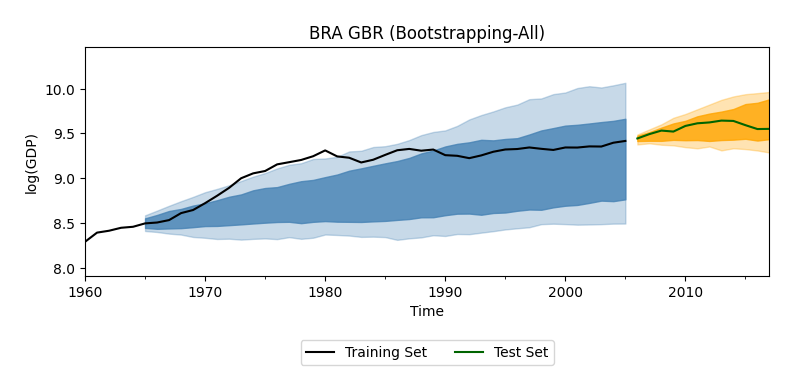 BRA GBR (Bootstrapping-All)
10.0
9.5
9.0
8.5
8.0
log(GDP)
1960 1970 1980 1990 2000 2010
Time
Training Set Test Set